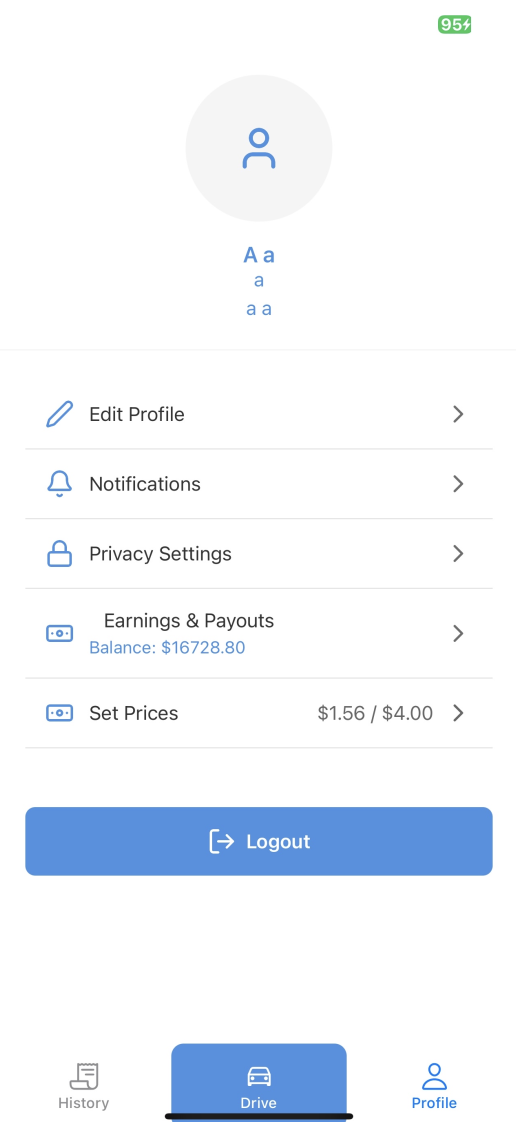 95
A a
a
a a
Edit Profile
Notifications
Privacy Settings
Earnings & Payouts
Balance: $16728.80
Set Prices $1.56 / $4.00
Logout
History Drive Profile